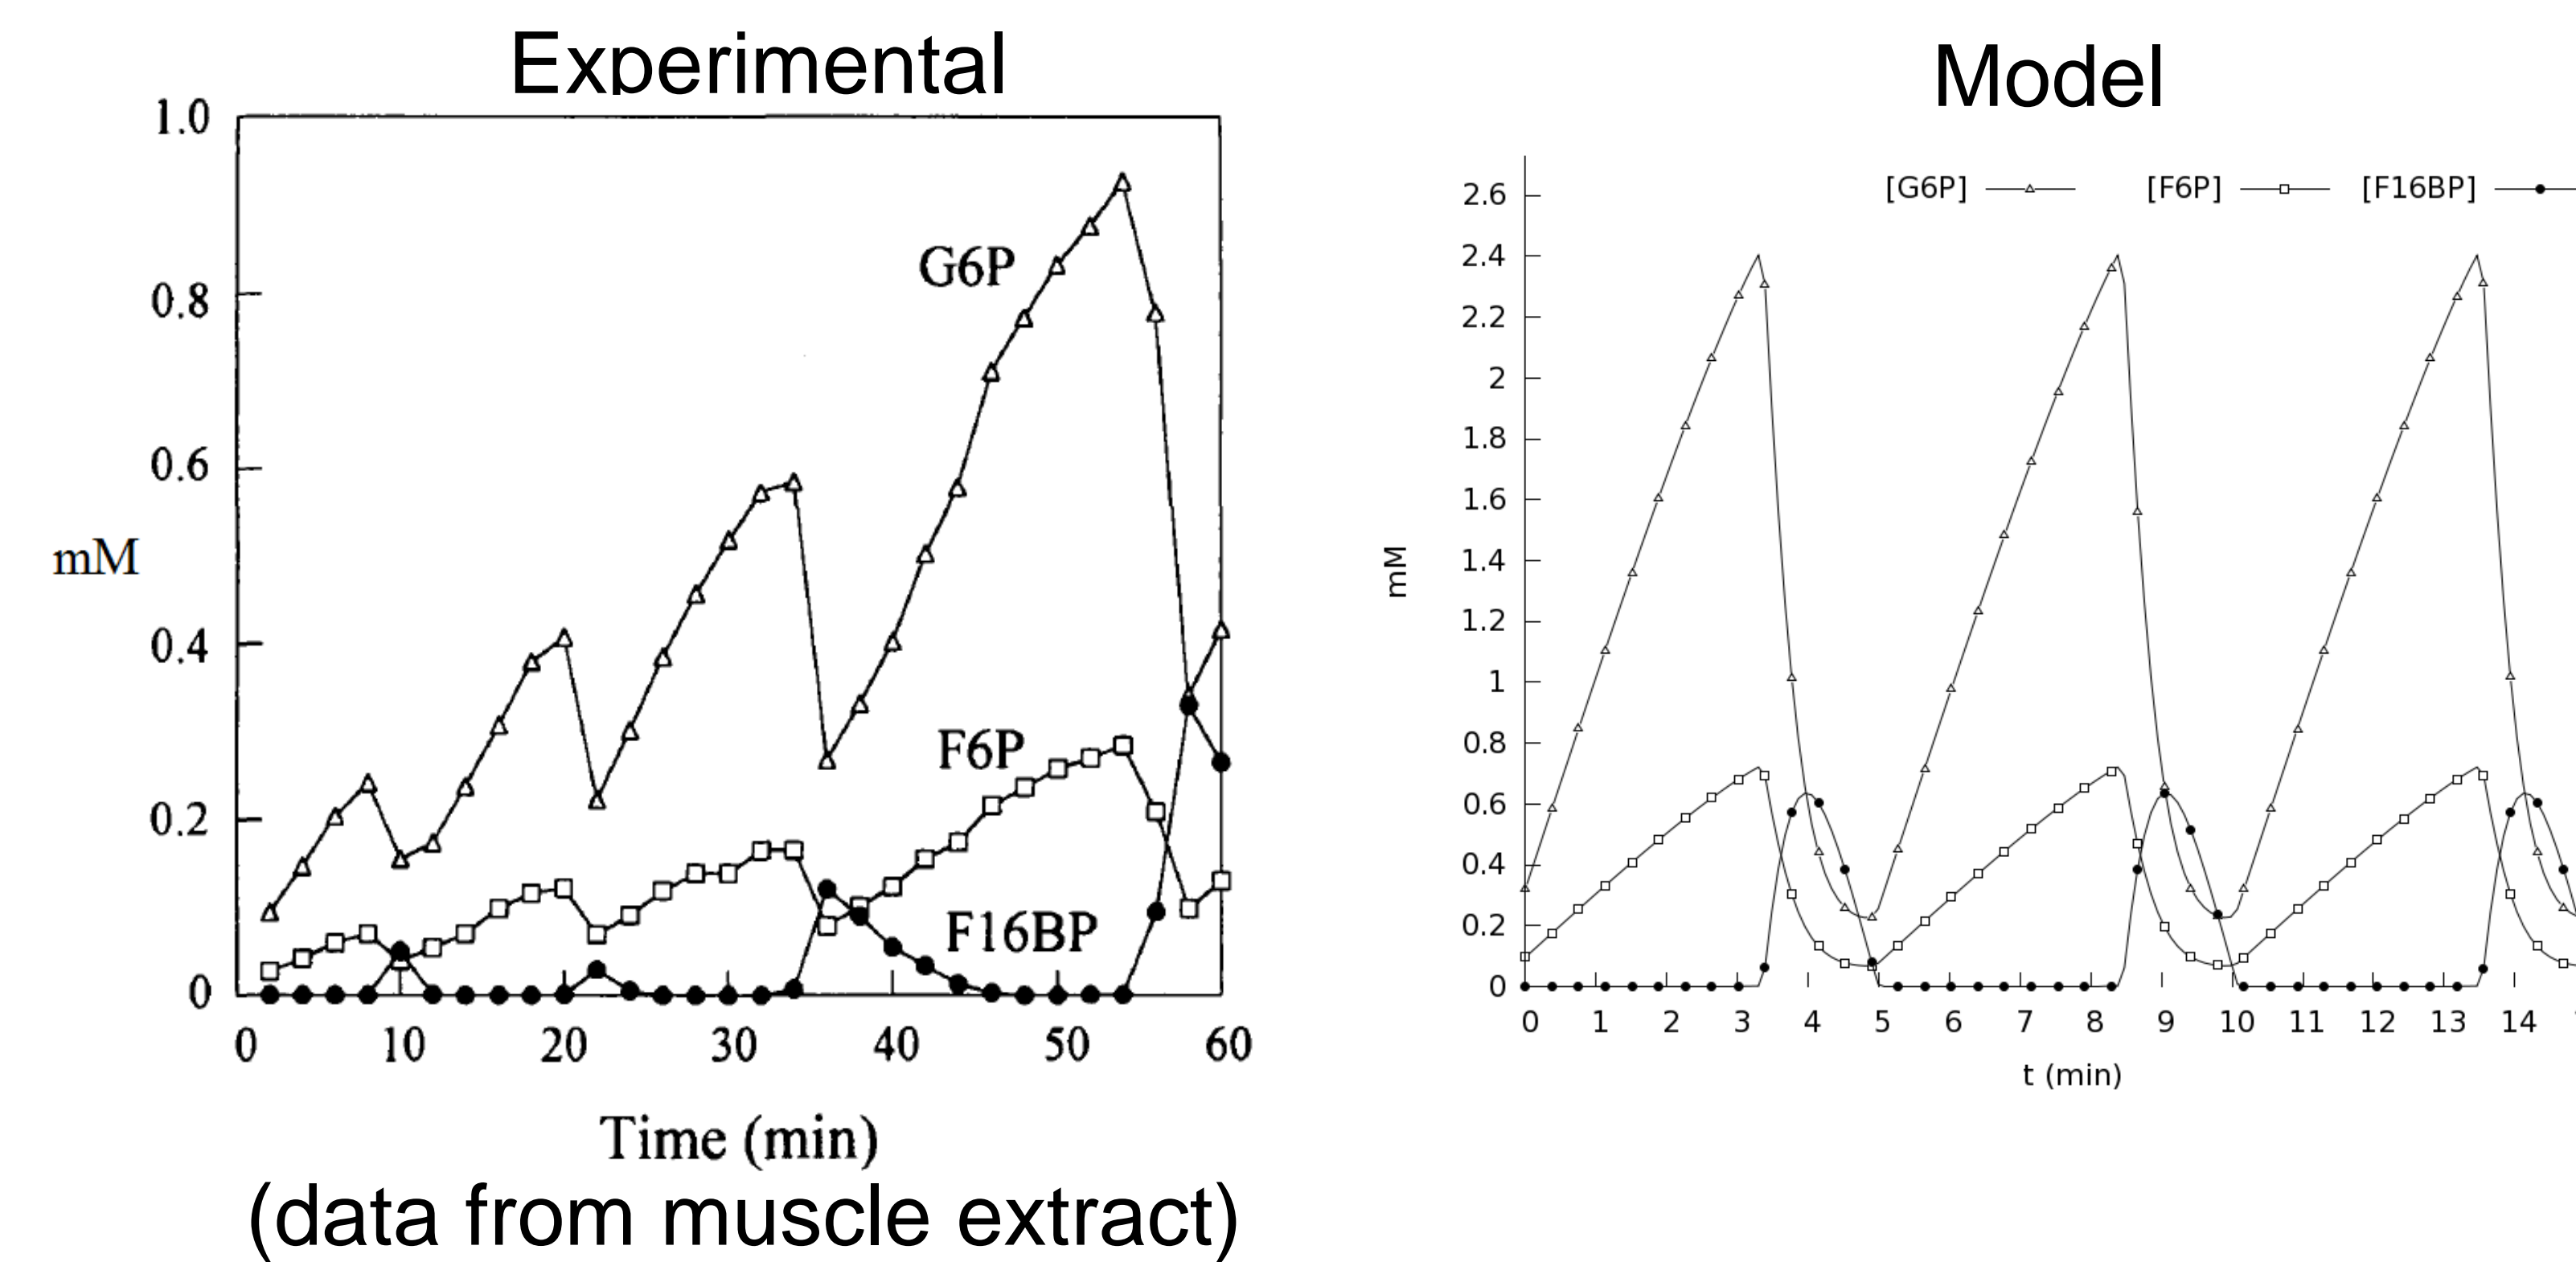 Experimental
1.0
0.8
0.6
0.4
0.2
0
mM
G6P
F6P
F16BP
0 10 20 30 40 50 60
Time (min)
(data from muscle extract)
Model
[G6P] [F6P] [F16BP]
2.6
2.4
2.2
2
1.8
1.6
1.4
1.2
1
0.8
0.6
0.4
0.2
0
mM
0 1 2 3 4 5 6 7 8 9 10 11 12 13 14
t (min)